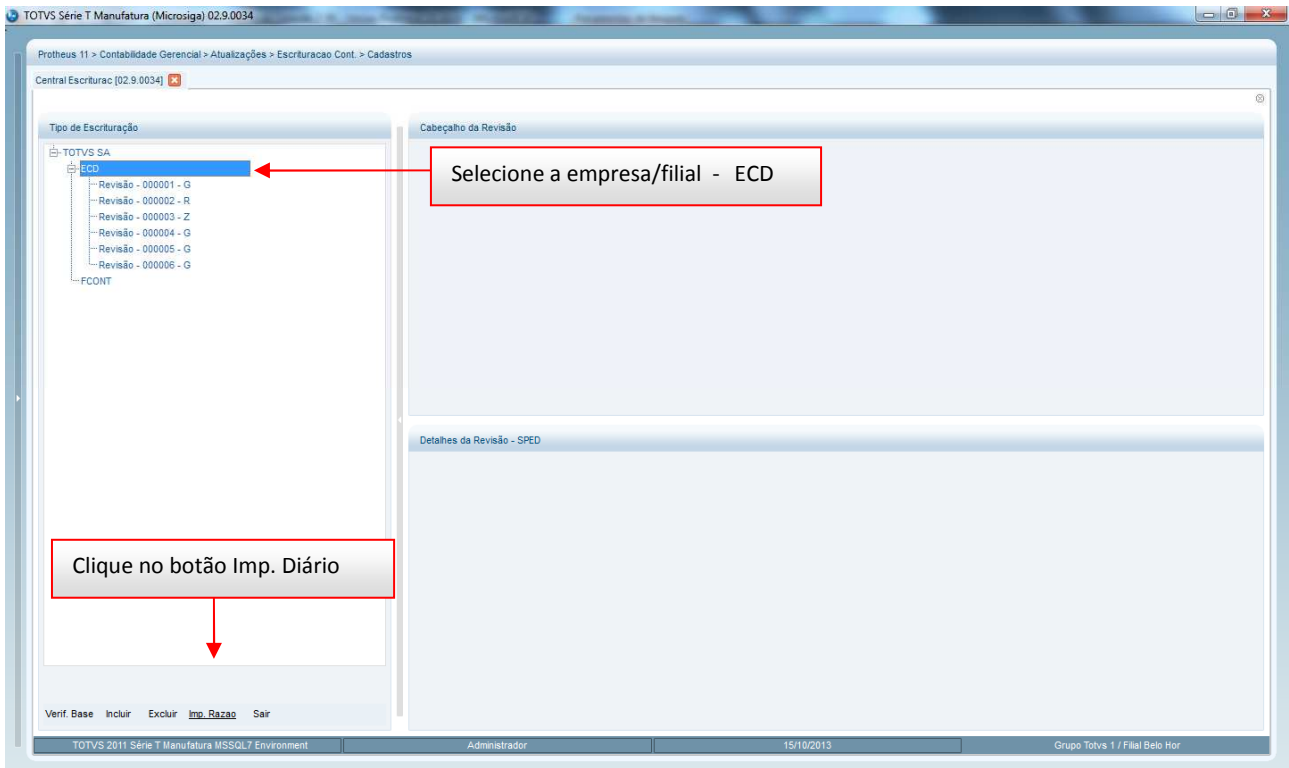 TOTVS Série T Manufatura (Microsiga) 02.9.0034
Protheus 11 > Contabilidade Gerencial > Atualizações > Escrituracao Cont. > Cadastros
Central Escriturac [02.9.0034]
Tipo de Escrituração
TOTVS SA
ECD
Revisão - 000001 - G
Revisão - 000002 - R
Revisão - 000003 - Z
Revisão - 000004 - G
Revisão - 000005 - G
Revisão - 000006 - G
FCONT
Cabeçalho da Revisão
Selecione a empresa/filial - ECD
Detalhes da Revisão - SPED
Clique no botão Imp. Diário
Verif. Base Incluir Excluir Imp. Razao Sair
TOTVS 2011 Série T Manufatura MSSQL7 Environment Administrador 15/10/2013 Grupo Totvs 1 / Filial Belo Hor